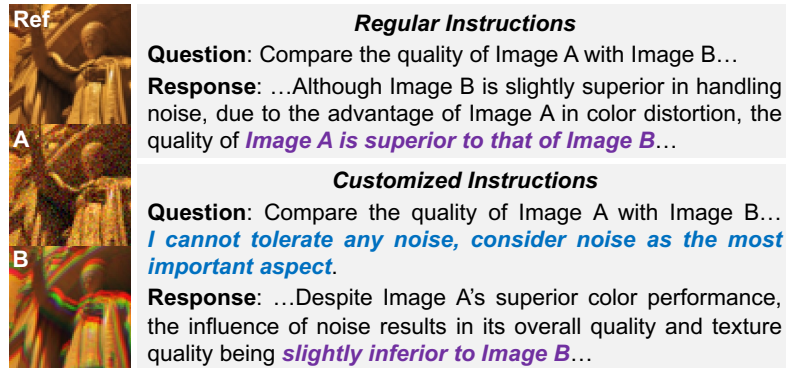 Ref
A
B
Regular Instructions
Question: Compare the quality of Image A with Image B…
Response: …Although Image B is slightly superior in handling
noise, due to the advantage of Image A in color distortion, the
quality of Image A is superior to that of Image B…
Customized Instructions
Question: Compare the quality of Image A with Image B…
I cannot tolerate any noise, consider noise as the most
important aspect.
Response: …Despite Image A's superior color performance,
the influence of noise results in its overall quality and texture
quality being slightly inferior to Image B…